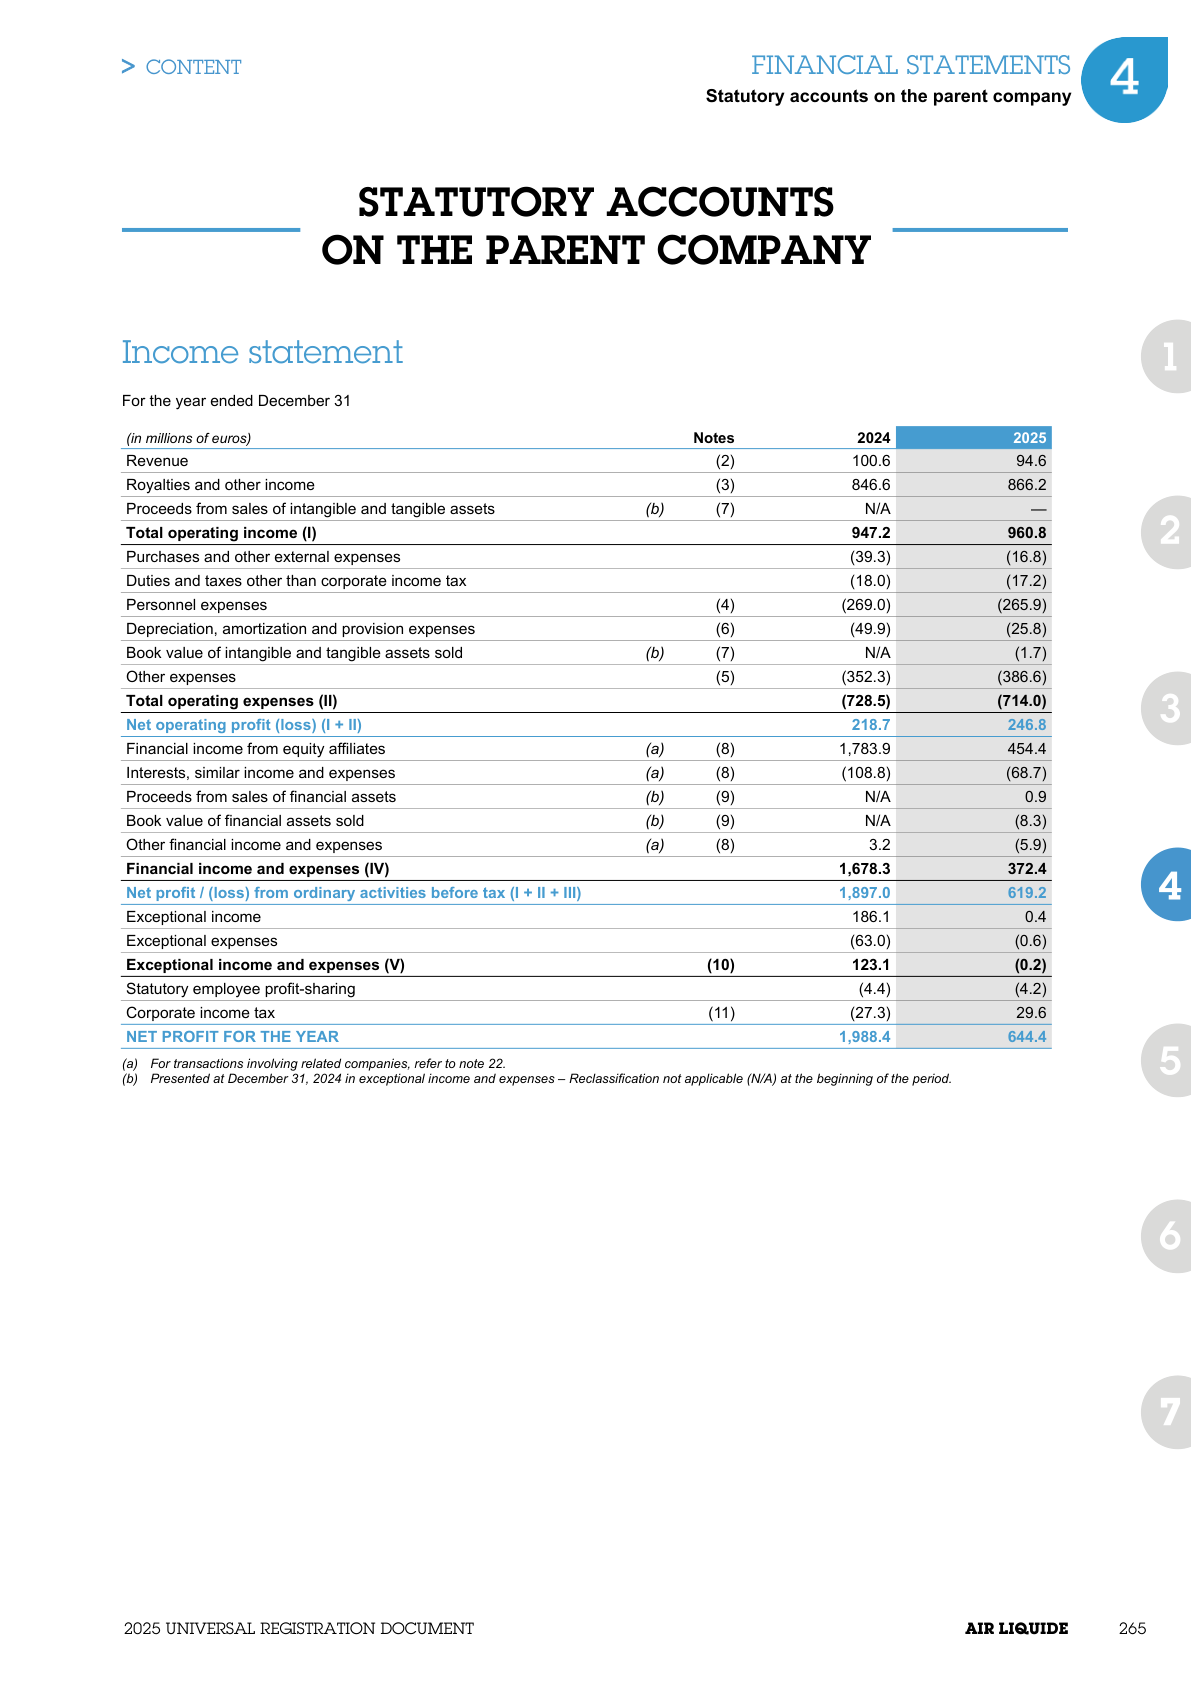 > CONTENT
FINANCIAL STATEMENTS
Statutory accounts on the parent company
4
STATUTORY ACCOUNTS
ON THE PARENT COMPANY
Income statement
For the year ended December 31
(in millions of euros) Notes 2024 2025
Revenue (2) 100.6 94.6
Royalties and other income (3) 846.6 866.2
Proceeds from sales of intangible and tangible assets (b) (7) N/A —
Total operating income (I) 947.2 960.8
Purchases and other external expenses (39.3) (16.8)
Duties and taxes other than corporate income tax (18.0) (17.2)
Personnel expenses (4) (269.0) (265.9)
Depreciation, amortization and provision expenses (6) (49.9) (25.8)
Book value of intangible and tangible assets sold (b) (7) N/A (1.7)
Other expenses (5) (352.3) (386.6)
Total operating expenses (II) (728.5) (714.0)
Net operating profit (loss) (I + II) 218.7 246.8
Financial income from equity affiliates (a) (8) 1,783.9 454.4
Interests, similar income and expenses (a) (8) (108.8) (68.7)
Proceeds from sales of financial assets (b) (9) N/A 0.9
Book value of financial assets sold (b) (9) N/A (8.3)
Other financial income and expenses (a) (8) 3.2 (5.9)
Financial income and expenses (IV) 1,678.3 372.4
Net profit / (loss) from ordinary activities before tax (I + II + III) 1,897.0 619.2
Exceptional income 186.1 0.4
Exceptional expenses (63.0) (0.6)
Exceptional income and expenses (V) (10) 123.1 (0.2)
Statutory employee profit-sharing (4.4) (4.2)
Corporate income tax (11) (27.3) 29.6
NET PROFIT FOR THE YEAR 1,988.4 644.4
(a) For transactions involving related companies, refer to note 22.
(b) Presented at December 31, 2024 in exceptional income and expenses – Reclassification not applicable (N/A) at the beginning of the period.
1
2
3
4
5
6
7
2025 UNIVERSAL REGISTRATION DOCUMENT
AIR LIQUIDE 265